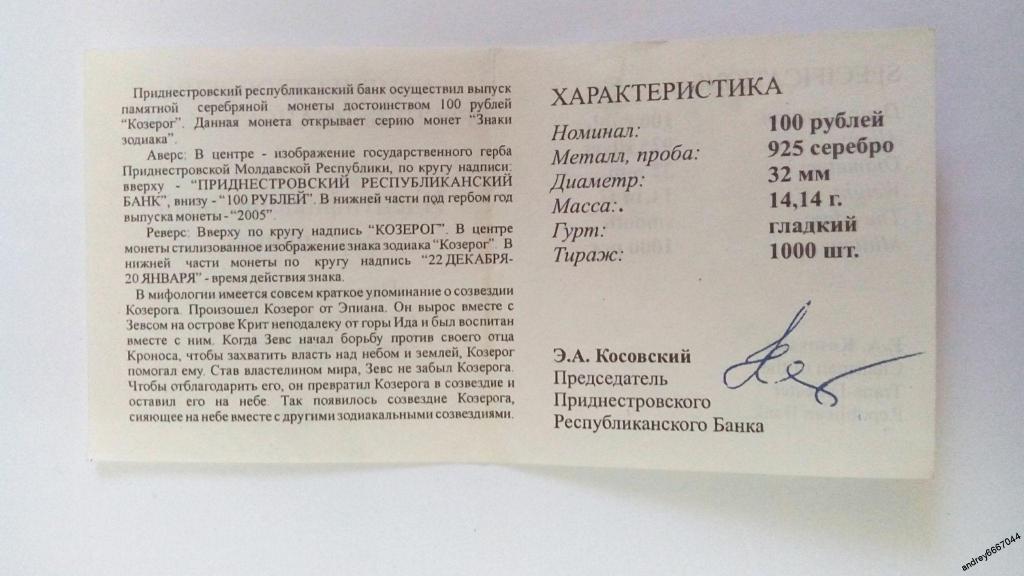 Приднестровский республиканский банк осуществил выпуск
памятной серебряной монеты достоинством 100 рублей
“Козерог”. Данная монета открывает серию монет “Знаки
зодиака”.
Аверс: В центре - изображение государственного герба
Приднестровской Молдавской Республики, по кругу надписи:
вверху - “ПРИДНЕСТРОВСКИЙ РЕСПУБЛИКАНСКИЙ
БАНК”, внизу - “100 РУБЛЕЙ”. В нижней части под гербом год
выпуска монеты - “2005”.
Реверс: Вверху по кругу надпись “КОЗЕРОГ”. В центре
монеты стилизованное изображение знака зодиака “Козерог”. В
нижней части монеты по кругу надпись “22 ДЕКАБРЯ-
20 ЯНВАРЯ” - время действия знака.
В мифологии имеется совсем краткое упоминание о созвездии
Козерога. Произошел Козерог от Эпиана. Он вырос вместе с
Зевсом на острове Крит неподалеку от горы Ида и был воспитан
вместе с ним. Когда Зевс начал борьбу против своего отца
Кроноса, чтобы захватить власть над небом и землей, Козерог
помогал ему. Став властелином мира, Зевс не забыл Козерога.
Чтобы отблагодарить его, он превратил Козерога в созвездие и
оставил его на небе. Так появилось созвездие Козерога,
сияющее на небе вместе с другими зодиакальными созвездиями.
ХАРАКТЕРИСТИКА
Номинал: 100 рублей
Металл, проба: 925 серебро
Диаметр: 32 мм
Масса:. 14,14 г.
Гурт: гладкий
Тираж: 1000 шт.
Э.А. Косовский
Председатель
Приднестровского
Республиканского Банка
andrey6667044